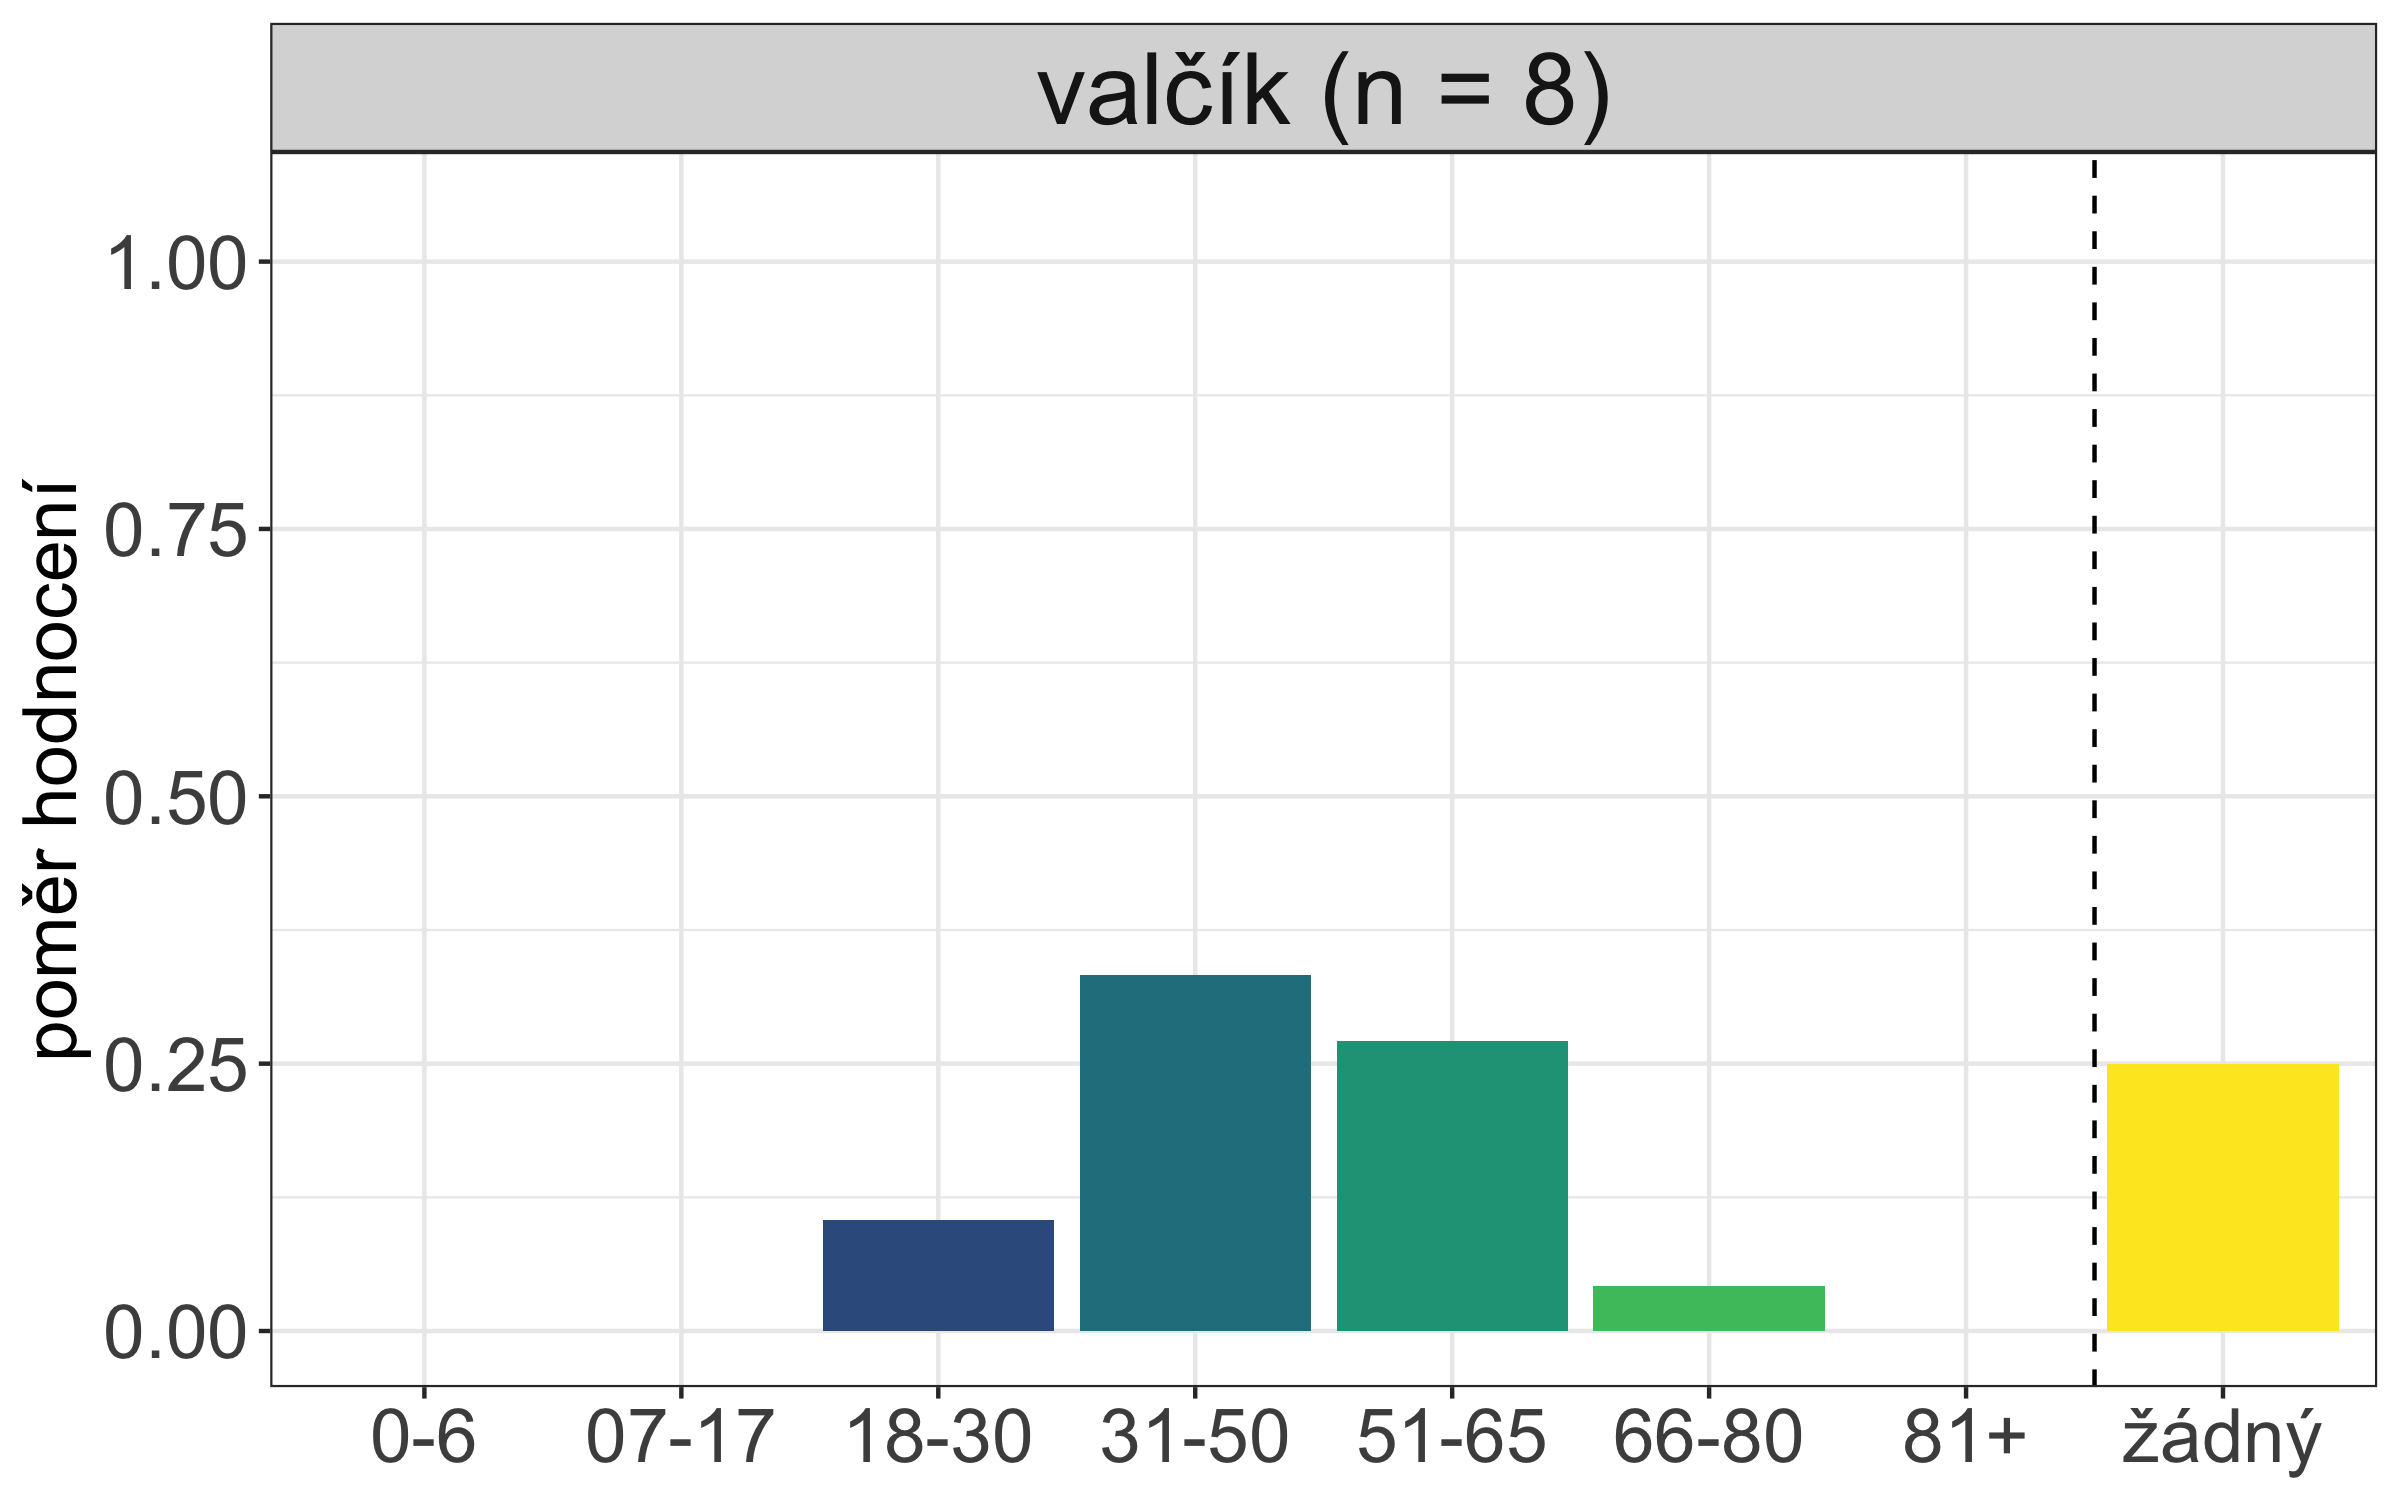 valčík (n = 8)
poměr hodnocení
1.00
0.75
0.50
0.25
0.00
0-6 07-17 18-30 31-50 51-65 66-80 81+ žádný